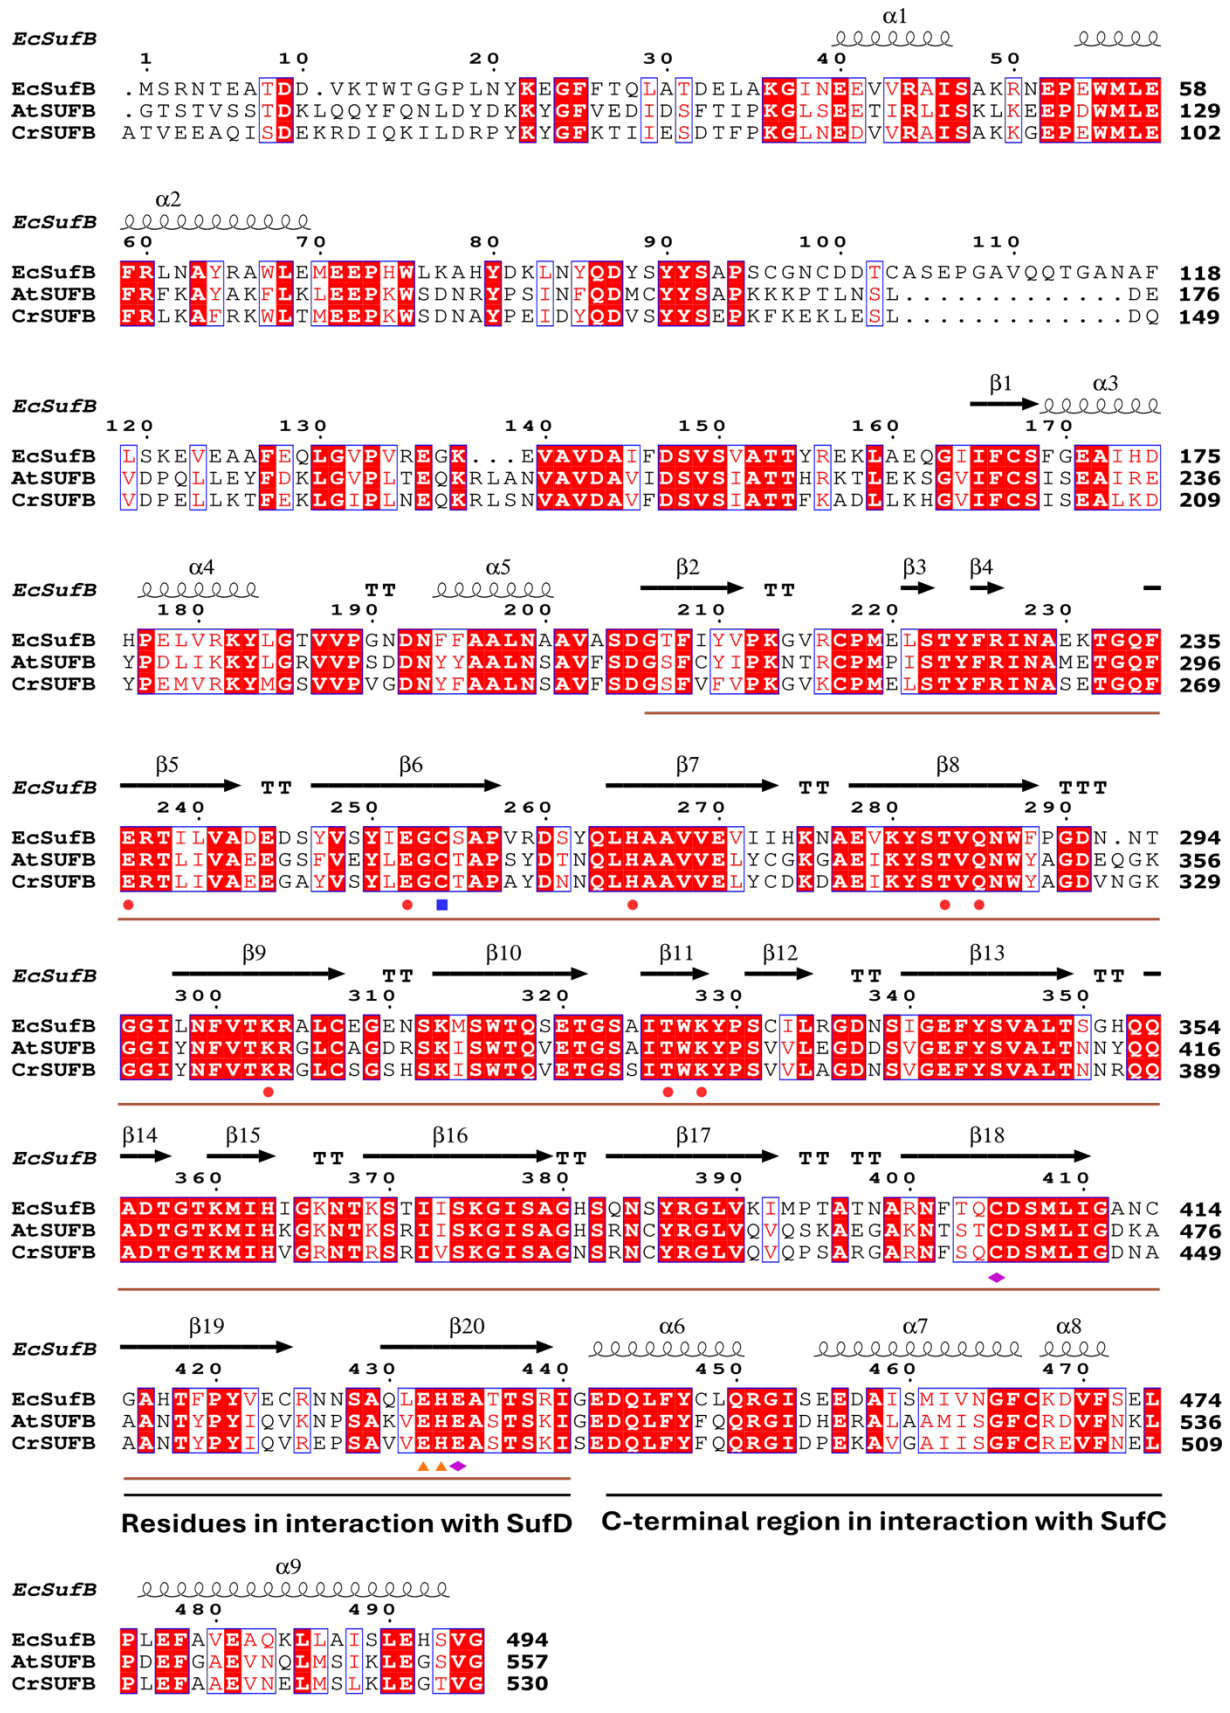 α1
EcSufB
1 10 20 30 40 50
EcSufB .MSRNTEATDD.VKTWTGGPLNYKEGFFTQLATDELAKGINEEVVRAISAKRNEPEWMLE 58
AtSUFB .GTSTVSSTDKLQQYFQNLDYDKKYGFVEDIDSFTIPKGLSEETIRLISKLKEEPDWMLE 129
CrSUFB ATVEEAQISDEKRDIQKILDRPYKYGFKTIIESDTFPKGLNEDVVRAISAKKGEPEWMLE 102
α2
EcSufB
60 70 80 90 100 110
EcSufB FRLNAYRAWLEMEEPHWLKAHYDKLNYQDYSYYSAPSCGNCDDTCASEPGAVQQTGANAF 118
AtSUFB FRFKAYAKFLKLEEPKWSDNRYPSINFQDMCYYSAPKKKPTLNSL.............DE 176
CrSUFB FRLKAFRKWLTMEEPKWSDNAYPEIDYQDVSYYSEPKFKEKLESL.............DQ 149
β1 α3
EcSufB
120 130 140 150 160 170
EcSufB LSKEVEAAFEQLGVPVREGK...EVAVDAIFDSVSVATTYREKLAEQGIIFCSFGEAIHD 175
AtSUFB VDPQLLEYFDKLGVPLTEQKRLANVAVDAVIDSVSIATTHRKTLEKSGVIFCSISEAIRE 236
CrSUFB VDPELLKTFEKLGIPLNEQKRLSNVAVDAVFDSVSIATTFKADLLKHGVIFCSISEALKD 209
α4 α5 β2 β3 β4
EcSufB TT TT
180 190 200 210 220 230
EcSufB HPELVRKYLGTVVPGNDNFFAALNAAVASDGTFIYVPKGVRCPMELSTYFRINAEKTGQF 235
AtSUFB YPDLIKKYLGRVVPSDDNYYAALNSAVFSDGSFCYIPKNTRCPMPISTYFRINAMETGQF 296
CrSUFB YPEMVRKYMGSVVPVGDNYFAALNSAVFSDGSFVFVPKGVKCPMELSTYFRINASETGQF 269
β5 β6 β7 β8
EcSufB TT TT TTT
240 250 260 270 280 290
EcSufB ERTILVADEDSYVSYIEGCSAPVRDSYQLHAAVVEVIIHKNAEVKYSTVQNWFPGDN.NT 294
AtSUFB ERTLIVAEEGSFVEYLEGCTAPSYDTNQLHAAVVELYCGKGAEIKYSTVQNWYAGDEQGK 356
CrSUFB ERTLIVAEEGAYVSYLEGCTAPAYDNNQLHAAVVELYCDKDAEIKYSTVQNWYAGDVNGK 329
β9 β10 β11 β12 β13
EcSufB TT TT TT
300 310 320 330 340 350
EcSufB GGILNFVTKRALCEGENSKMSWTQSETGSAITWKYPSCILRGDNSIGEFYSVALTSGHQQ 354
AtSUFB GGIYNFVTKRGLCAGDRSKISWTQVETGSAITWKYPSVVLEGDDSVGEFYSVALTNNYQQ 416
CrSUFB GGIYNFVTKRGLCSGSHSKISWTQVETGSSITWKYPSVVLAGDNSVGEFYSVALTNNRQQ 389
β14 β15 β16 β17 β18
EcSufB TT TT TT TT
360 370 380 390 400 410
EcSufB ADTGTKMIHIGKNTKSTIISKGISAGHSQNSYRGLVKIMPTATNARNFTQCDSMLIGANC 414
AtSUFB ADTGTKMIHKGKNTKSRIISKGISAGHSRNCYRGLVQVQSKAEGAKNTSTCDSMLIGDKA 476
CrSUFB ADTGTKMIHVGRNTRSRIVSKGISAGNSRNCYRGLVQVQPSARGARNFSQCDSMLIGDNA 449
β19 β20 α6 α7 α8
EcSufB
420 430 440 450 460 470
EcSufB GAHTFPYVECRNNSAQLEHEATTSRIGEDQLFYCLQRGISEEDAISMIVNGFCKDVFSEL 474
AtSUFB AANTYPYIQVKNPSAKVEHEASTSKIGEDQLFYFQQRGIDHERALAAMISGFCRDVFNKL 536
CrSUFB AANTYPYIQVREPSAVVEHEASTSKISEDQLFYFQQRGIDPEKAVGAIISGFCREVFNEL 509
Residues in interaction with SufD C-terminal region in interaction with SufC
α9
EcSufB
480 490
EcSufB PLEFAVEAQKLLAISLEHSVG 494
AtSUFB PDEFGAEVNQLMSIKLEGSVG 557
CrSUFB PLEFAAEVNELMSLKLEGTVG 530